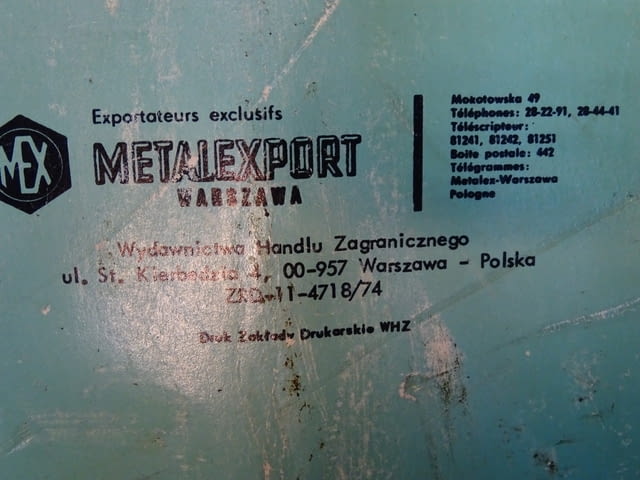 MEX
Exportateurs exclusifs
METALEXPORT
WARSZAWA
Mokotowska 49
Téléphones: 28-22-91, 28-44-41
Téléscripteur:
81241, 81242, 81251
Boite postale: 442
Télégrammes:
Metalex-Warszawa
Pologne
Wydawnictwa Handlu Zagranicznego
ul. St. Kierbedzia 4, 00-957 Warszawa – Polska
ZRD-11-4718/74
Druk Zakłady Drukarskie WHZ